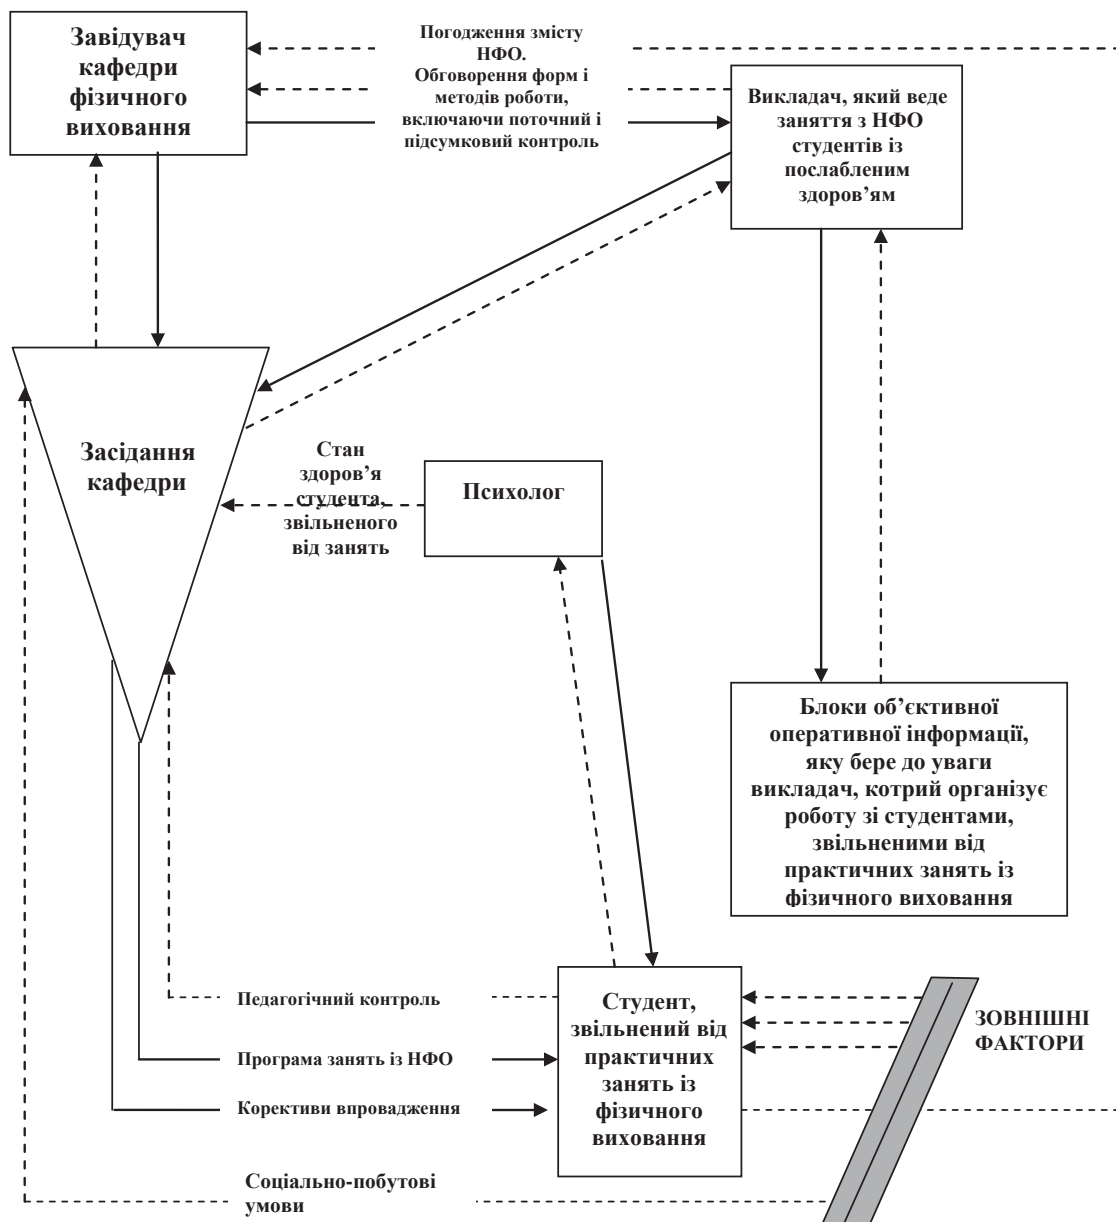 Завідувач
кафедри
фізичного
виховання
Погодження змісту
НФО.
Обговорення форм і
методів роботи,
включаючи поточний і
підсумковий контроль
Викладач, який веде
заняття з НФО
студентів із
послабленим
здоров’ям
Засідання
кафедри
Стан
здоров’я
студента,
звільненого
від занять
Психолог
Блоки об’єктивної
оперативної інформації,
яку бере до уваги
викладач, котрий організує
роботу зі студентами,
звільненими від
практичних занять із
фізичного виховання
Педагогічний контроль
Програма занять із НФО
Корективи впровадження
Студент,
звільнений від
практичних
занять із
фізичного
виховання
ЗОВНІШНІ
ФАКТОРИ
Соціально-побутові
умови